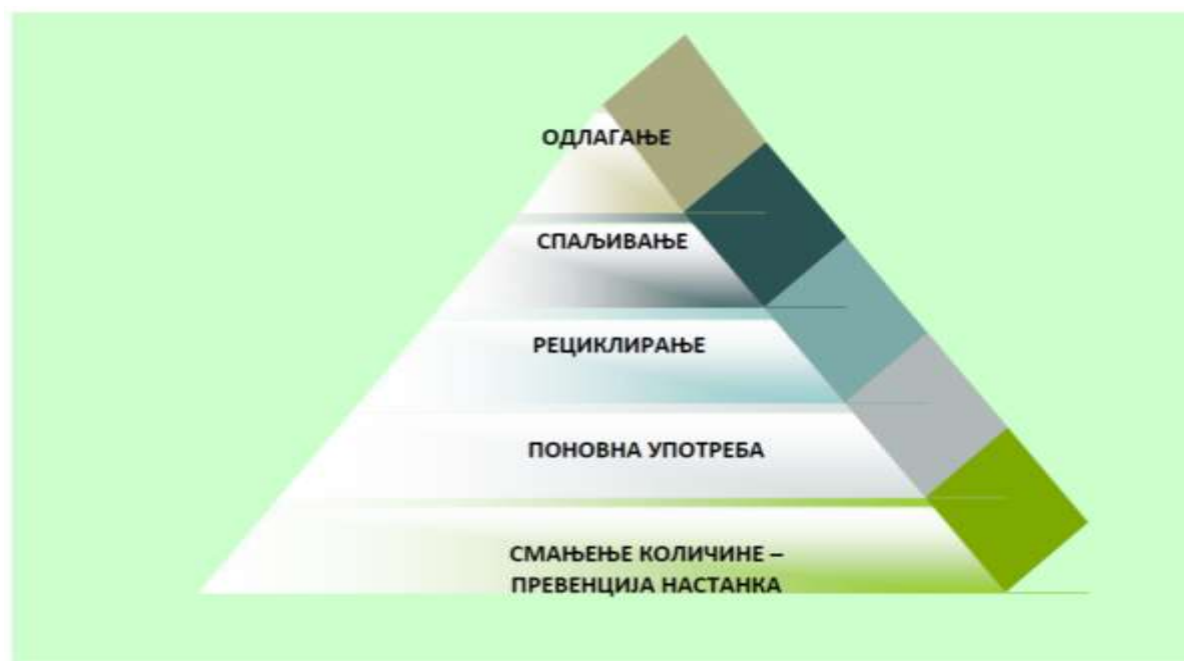 ОДЛАГАЊЕ
СПАЉИВАЊЕ
РЕЦИКЛИРАЊЕ
ПОНОВНА УПОТРЕБА
СМАЊЕЊЕ КОЛИЧИНЕ –
ПРЕВЕНЦИЈА НАСТАНКА